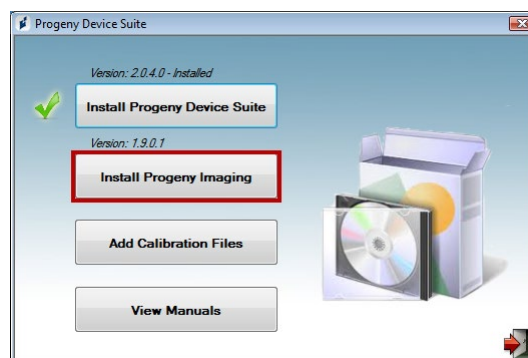 Progeny Device Suite
Version: 2.0.4.0 - Installed
Install Progeny Device Suite
Version: 1.9.0.1
Install Progeny Imaging
Add Calibration Files
View Manuals